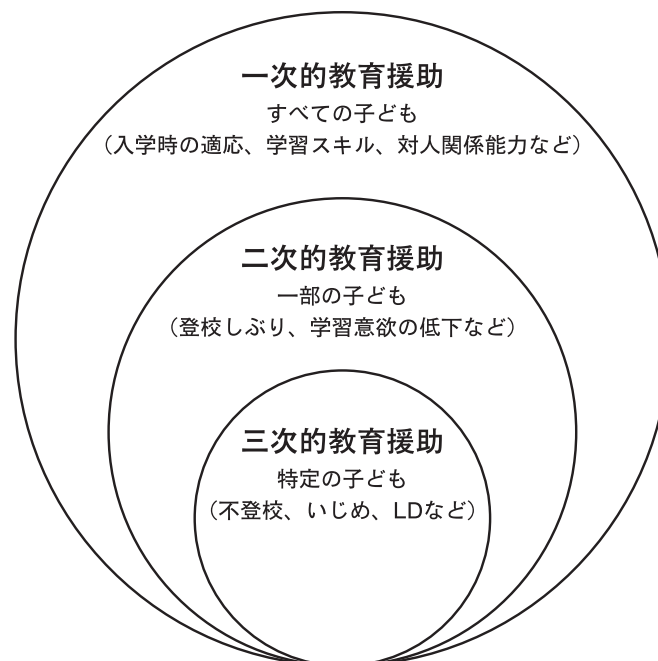 一次的教育援助
すべての子ども
（入学時の適応、学習スキル、対人関係能力など）
二次的教育援助
一部の子ども
（登校しぶり、学習意欲の低下など）
三次的教育援助
特定の子ども
（不登校、いじめ、LDなど）